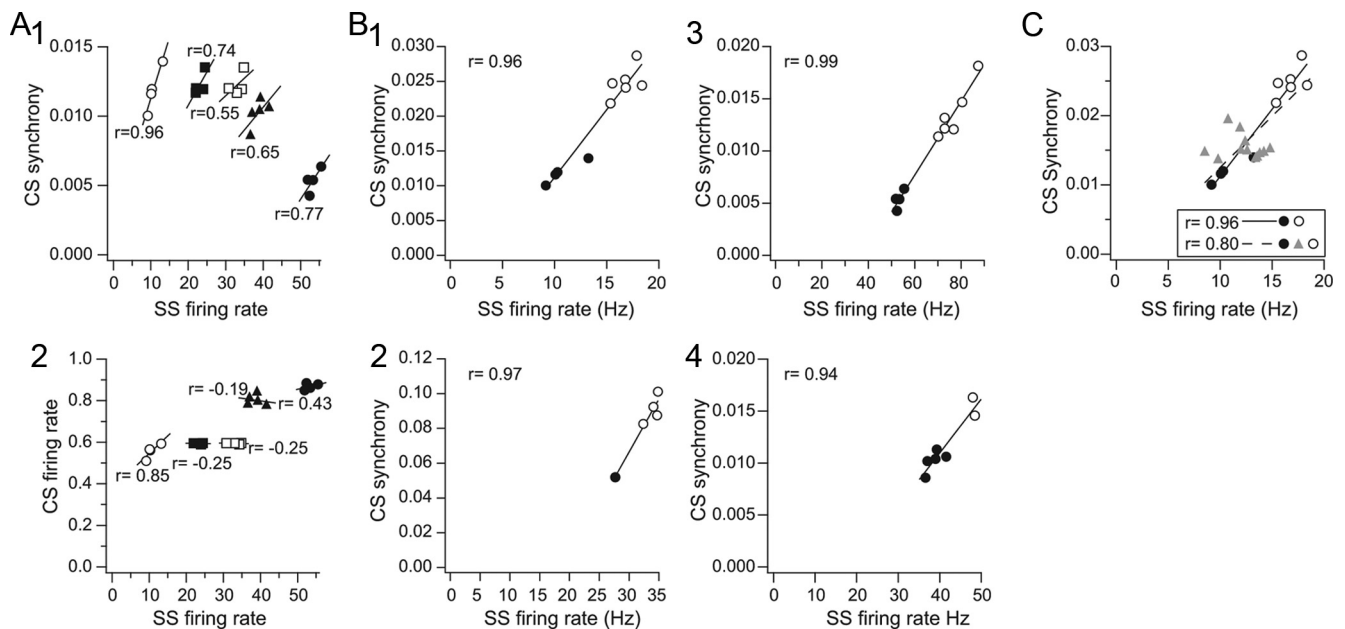 A1
CS synchrony
0.015
0.010
0.005
0.000
r=0.74
r=0.55
r=0.96
r=0.65
r=0.77
0 10 20 30 40 50
SS firing rate
B1
CS synchrony
0.030
0.025
0.020
0.015
0.010
0.005
0.000
r= 0.96
0 5 10 15 20
SS firing rate (Hz)
3
CS synchrony
0.020
0.015
0.010
0.005
0.000
r= 0.99
0 20 40 60 80
SS firing rate (Hz)
C
CS Synchrony
0.03
0.02
0.01
0.00
r= 0.96
r= 0.80
0 5 10 15 20
SS firing rate (Hz)
2
CS firing rate
1.0
0.8
0.6
0.4
0.2
0.0
r= -0.19
r= 0.43
r= -0.25
r= -0.25
r= 0.85
0 10 20 30 40 50
SS firing rate
2
CS synchrony
0.12
0.10
0.08
0.06
0.04
0.02
0.00
r= 0.97
0 5 10 15 20 25 30 35
SS firing rate (Hz)
4
CS synchrony
0.020
0.015
0.010
0.005
0.000
r= 0.94
0 10 20 30 40 50
SS firing rate Hz